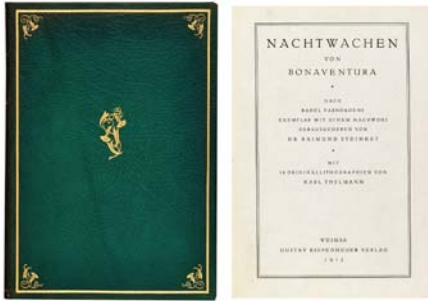 NACHTWACHEN
VON
BONAVENTURA
NACH
RAHEL VARNHAGENS
EXEMPLAR MIT EINEM NACHWORT
HERAUSGEGEBEN VON
DR RAIMUND STEINERT
MIT
ORIGINALLITHOGRAPHIEN VON
KARL THYLMANN
WEIMAR
GUSTAV KIEPENHEUER VERLAG